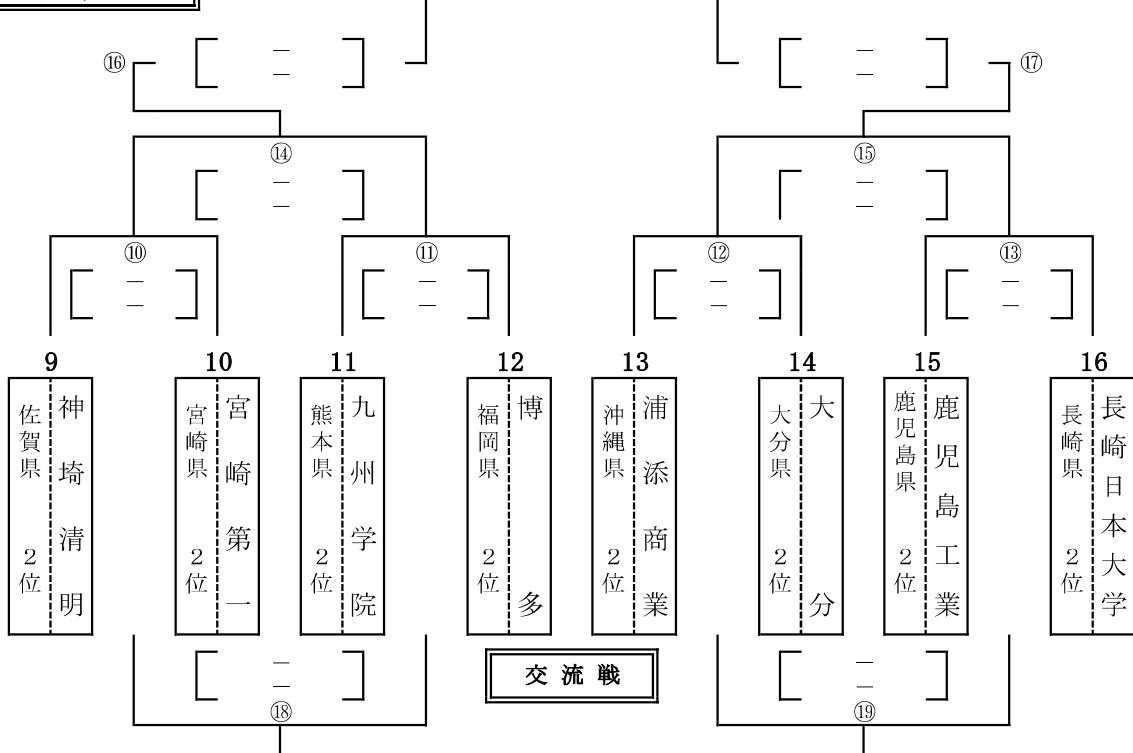 ⑯
⑰
⑭
⑮
⑩
⑪
⑫
⑬
9
10
11
12
13
14
15
16
神埼清明
佐賀県 2位
宮崎第一
宮崎県 2位
九州学院
熊本県 2位
博多
福岡県 2位
浦添商業
沖縄県 2位
大分
大分県 2位
鹿児島工業
鹿児島県 2位
長崎日本大学
長崎県 2位
交流戦
⑱
⑲